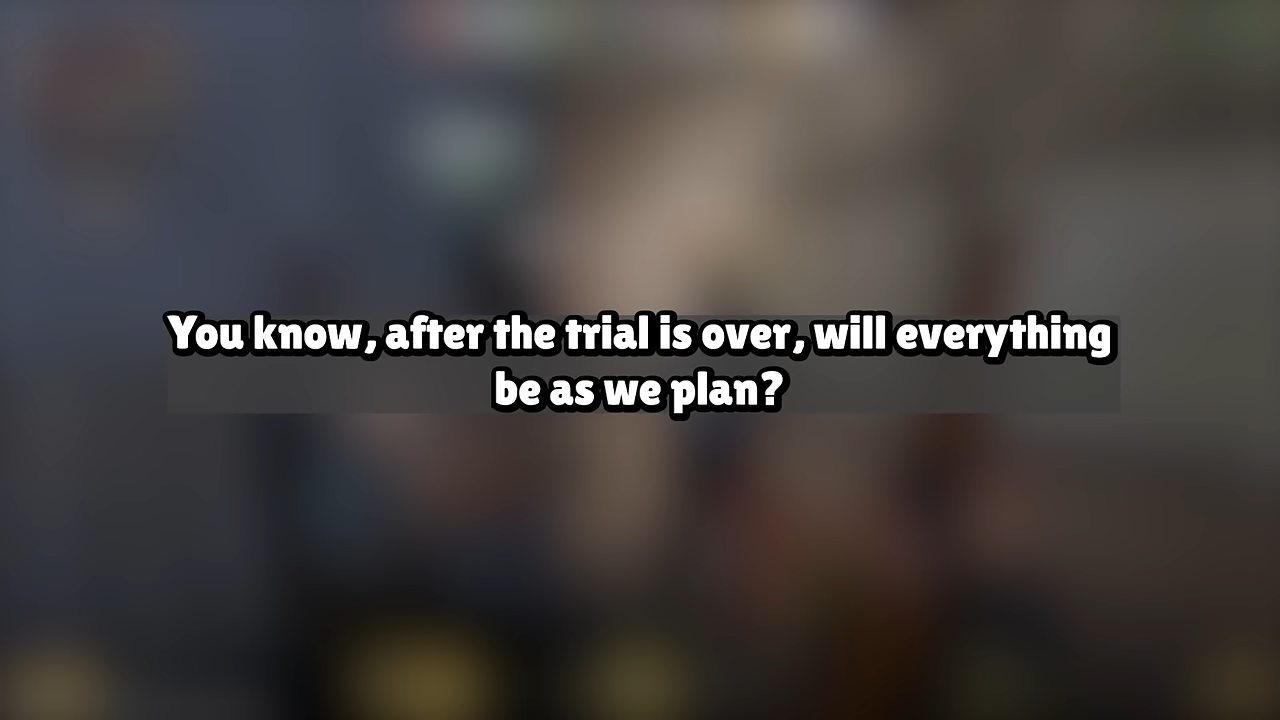 You know, after the trial is over, will everything
be as we plan?